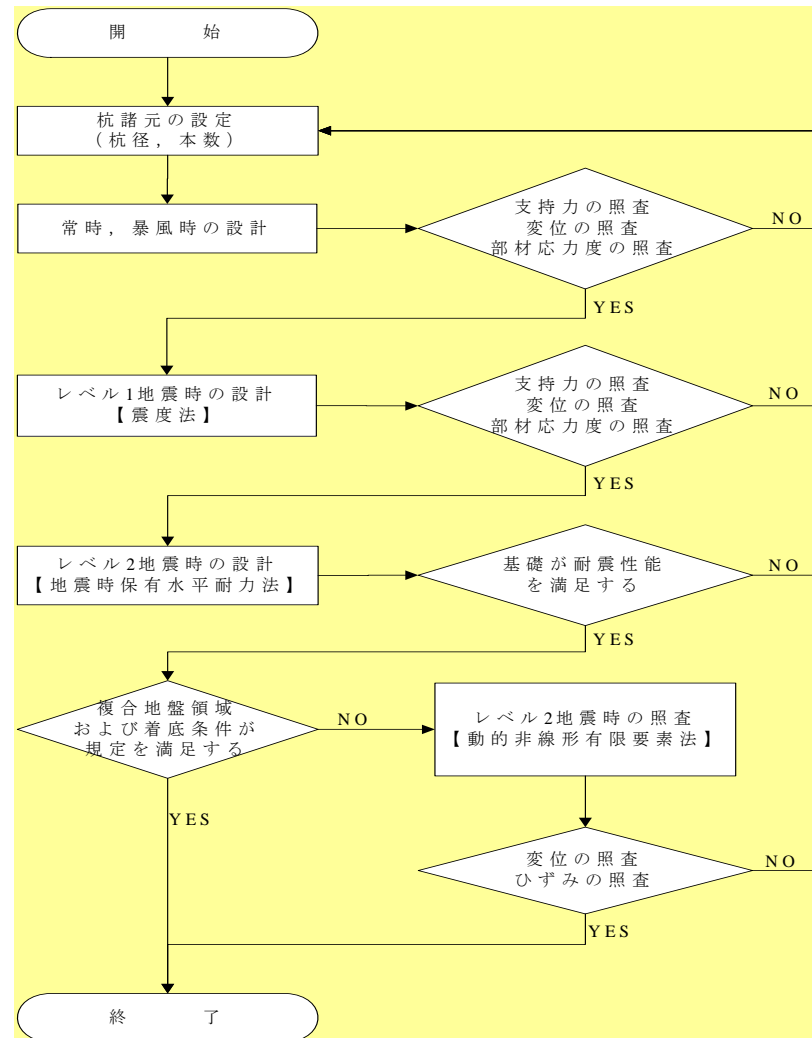 開 始
杭諸元の設定
(杭径，本数)
常時，暴風時の設計
支持力の照査
変位の照査
部材応力度の照査
NO
YES
レベル1地震時の設計
【震度法】
支持力の照査
変位の照査
部材応力度の照査
NO
YES
レベル2地震時の設計
【地震時保有水平耐力法】
基礎が耐震性能
を満足する
NO
YES
複合地盤領域
および着底条件が
規定を満足する
NO
レベル2地震時の照査
【動的非線形有限要素法】
YES
変位の照査
ひずみの照査
NO
YES
終 了